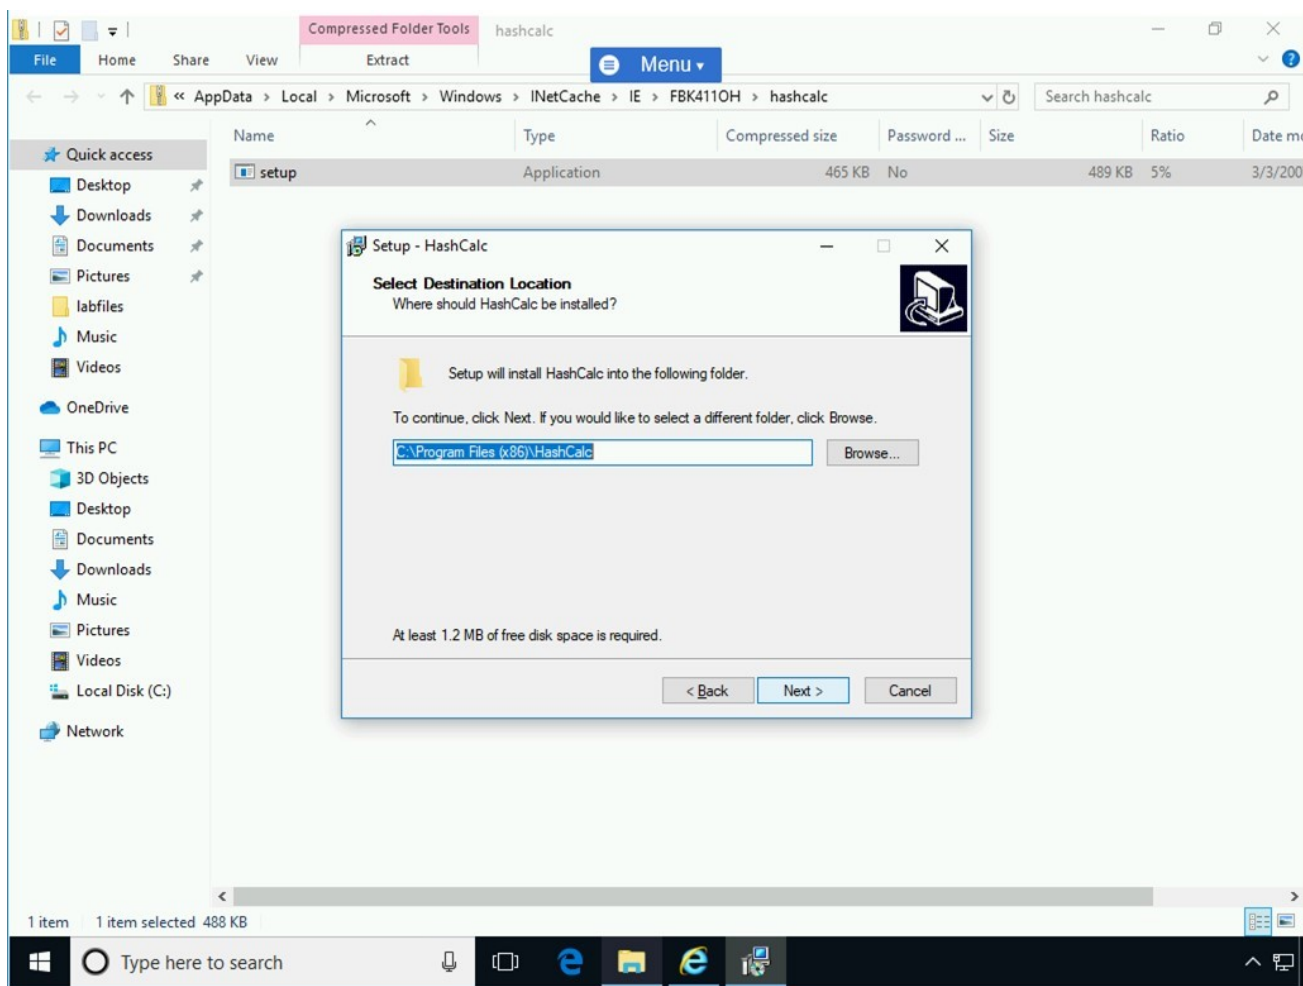 Compressed Folder Tools hashcalc
File Home Share View Extract
Menu
« AppData > Local > Microsoft > Windows > INetCache > IE > FBK411OH > hashcalc Search hashcalc
Name Type Compressed size Password ... Size Ratio Date mo
setup Application 465 KB No 489 KB 5% 3/3/200
Quick access
Desktop
Downloads
Documents
Pictures
labfiles
Music
Videos
OneDrive
This PC
3D Objects
Desktop
Documents
Downloads
Music
Pictures
Videos
Local Disk (C:)
Network
Setup - HashCalc
Select Destination Location
Where should HashCalc be installed?
Setup will install HashCalc into the following folder.
To continue, click Next. If you would like to select a different folder, click Browse.
C:\Program Files (x86)\HashCalc Browse...
At least 1.2 MB of free disk space is required.
< Back Next > Cancel
1 item 1 item selected 488 KB
Type here to search